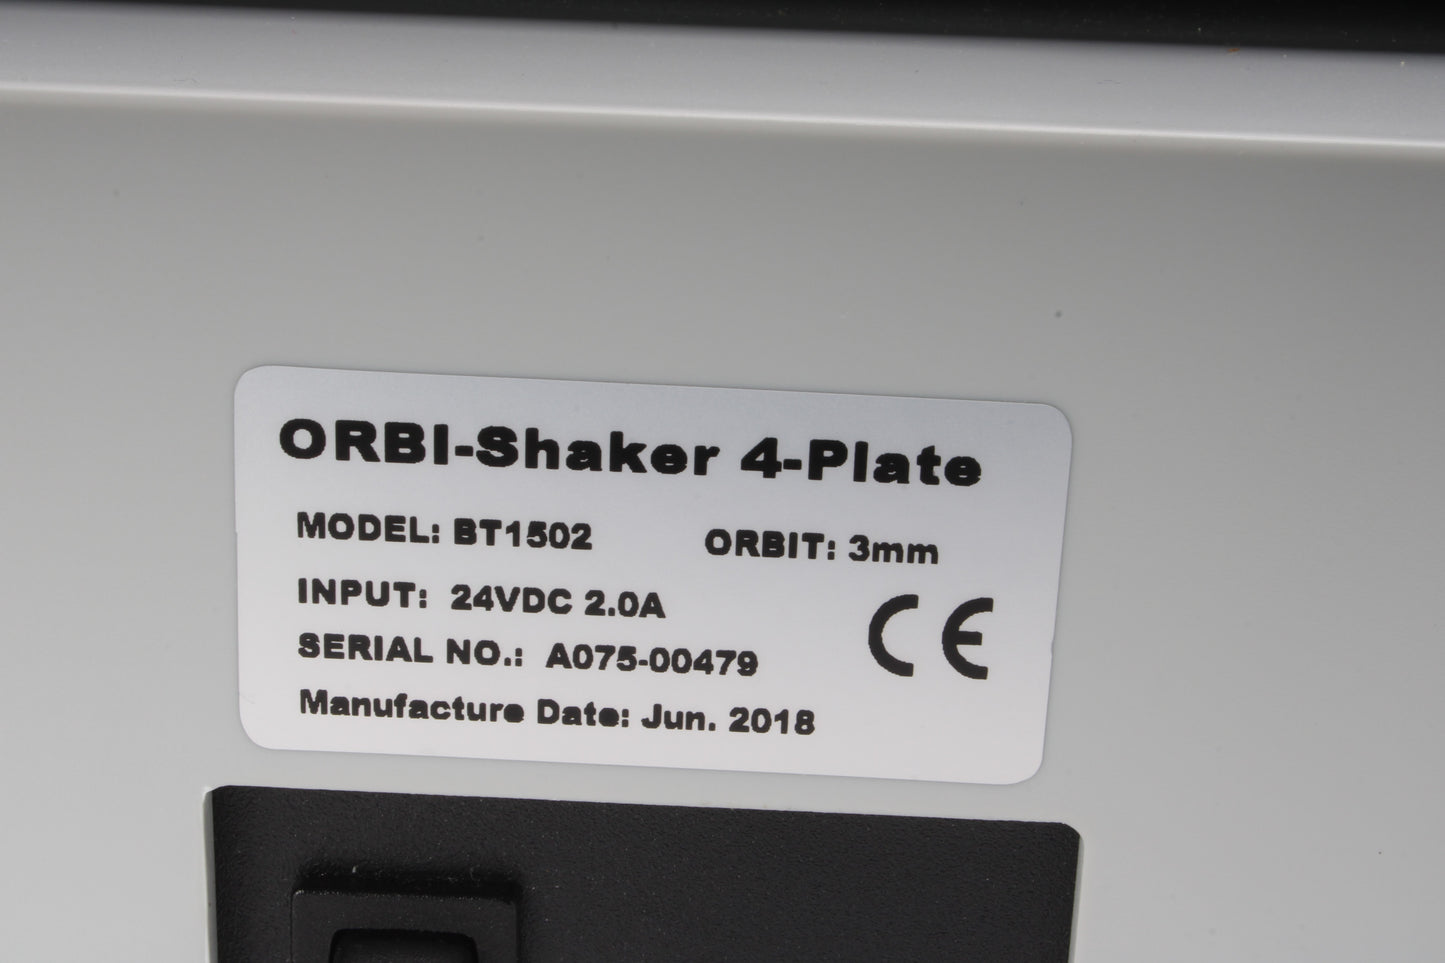 ORBI-Shaker 4-Plate
MODEL: BT1502 ORBIT: 3mm
INPUT: 24VDC 2.0A
CE
SERIAL NO.: A075-00479
Manufacture Date: Jun. 2018